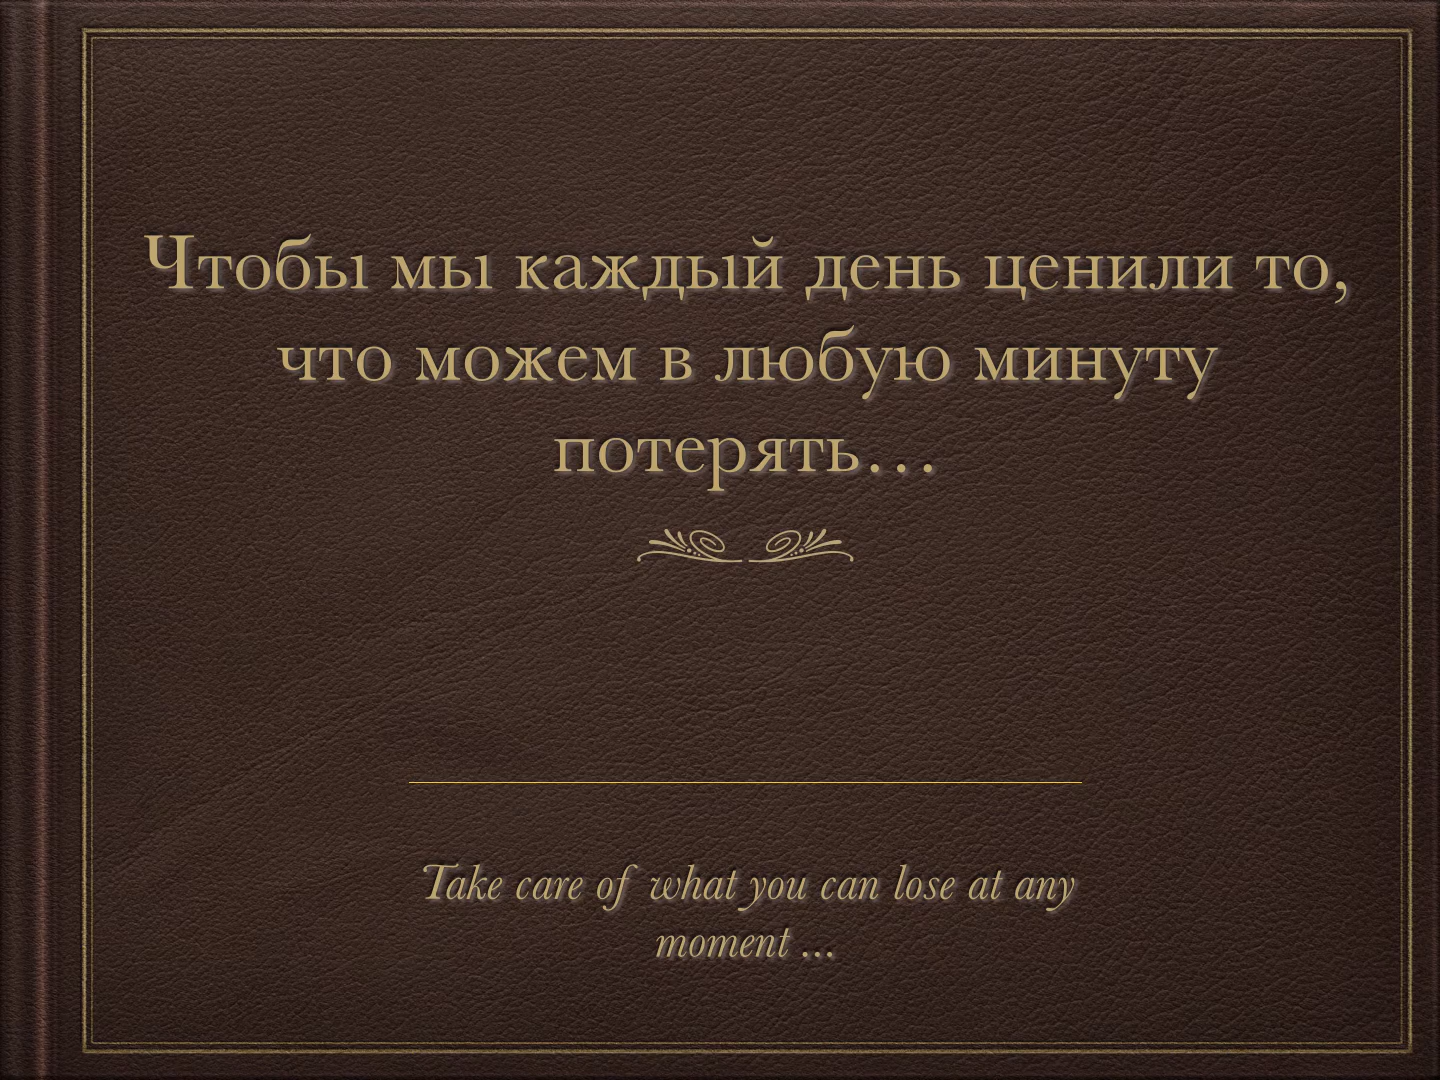 Чтобы мы каждый день ценили то,
что можем в любую минуту
потерять…
Take care of what you can lose at any
moment ...